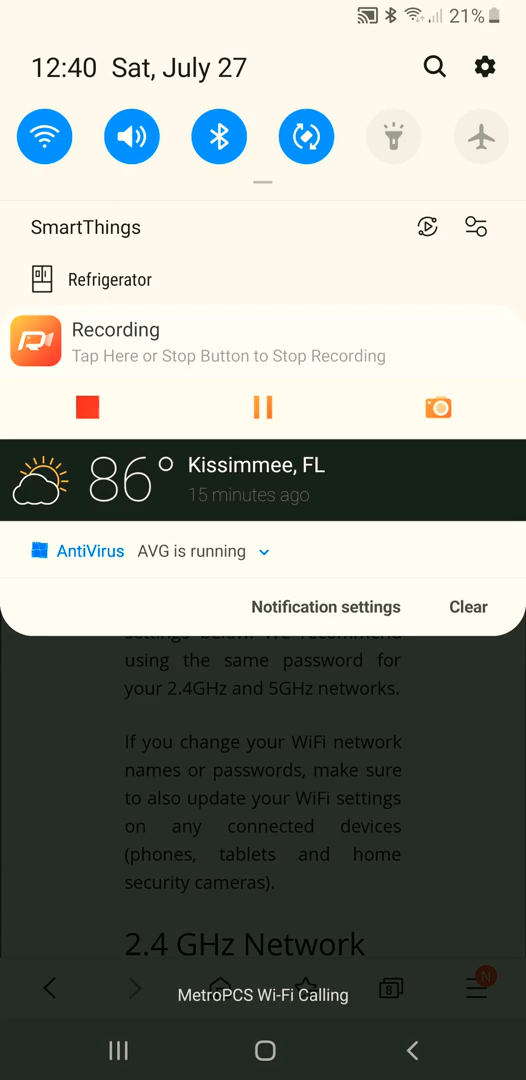 21%
12:40 Sat, July 27
SmartThings
Refrigerator
Recording
Tap Here or Stop Button to Stop Recording
86° Kissimmee, FL
15 minutes ago
AntiVirus AVG is running
Notification settings Clear
settings below. We recommend
using the same password for
your 2.4GHz and 5GHz networks.
If you change your WiFi network
names or passwords, make sure
to also update your WiFi settings
on any connected devices
(phones, tablets and home
security cameras).
2.4 GHz Network
N
8
MetroPCS Wi-Fi Calling